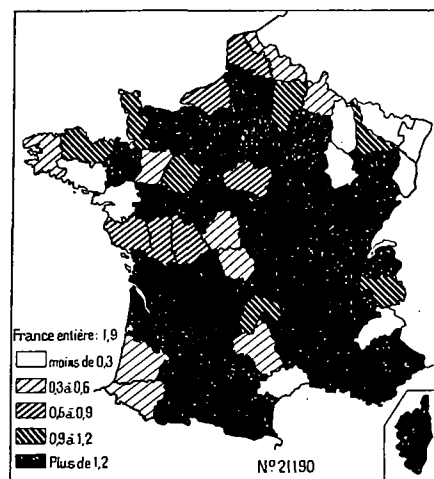 France entière: 1,9
moins de 0,3
0,3 à 0,6
0,6 à 0,9
0,9 à 1,2
Plus de 1,2
Nº 21190